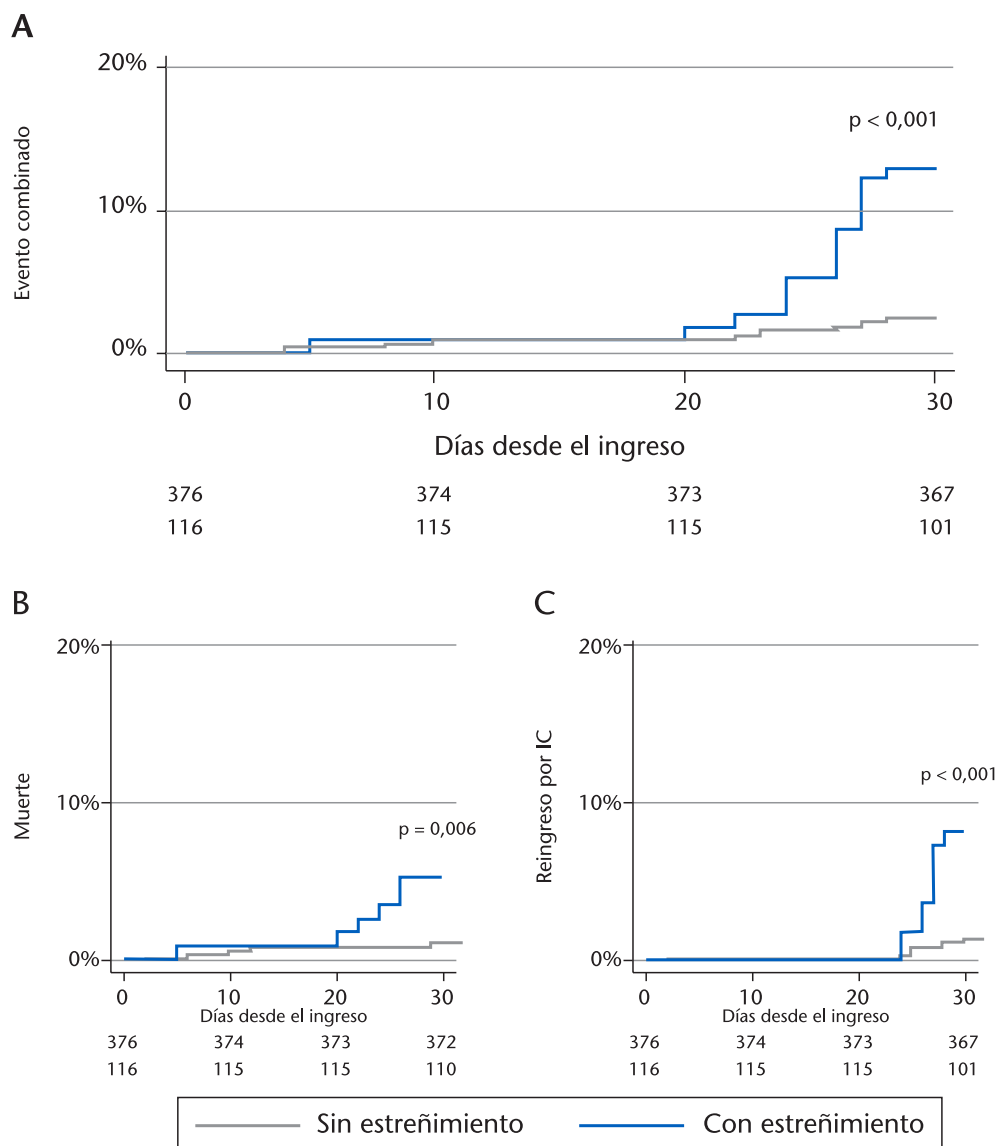 A
20%
p < 0,001
Evento combinado
10%
0%
0 10 20 30
Días desde el ingreso
376 374 373 367
116 115 115 101
B
20%
Muerte
10%
p = 0,006
0%
0 10 20 30
Días desde el ingreso
376 374 373 372
116 115 115 110
C
20%
Reingreso por IC
p < 0,001
10%
0%
0 10 20 30
Días desde el ingreso
376 374 373 367
116 115 115 101
Sin estreñimiento Con estreñimiento